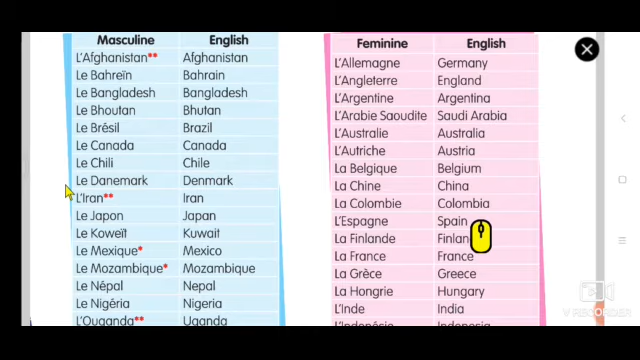 Masculine English
L'Afghanistan** Afghanistan
Le Bahreïn Bahrain
Le Bangladesh Bangladesh
Le Bhoutan Bhutan
Le Brésil Brazil
Le Canada Canada
Le Chili Chile
Le Danemark Denmark
L'Iran** Iran
Le Japon Japan
Le Koweït Kuwait
Le Mexique* Mexico
Le Mozambique* Mozambique
Le Népal Nepal
Le Nigéria Nigeria
L'Ouganda** Uganda
Feminine English
L'Allemagne Germany
L'Angleterre England
L'Argentine Argentina
L'Arabie Saoudite Saudi Arabia
L'Australie Australia
L'Autriche Austria
La Belgique Belgium
La Chine China
La Colombie Colombia
L'Espagne Spain
La Finlande Finlan
La France France
La Grèce Greece
La Hongrie Hungary
L'Inde India
L'Indonésie Indonesia
V RECORDER